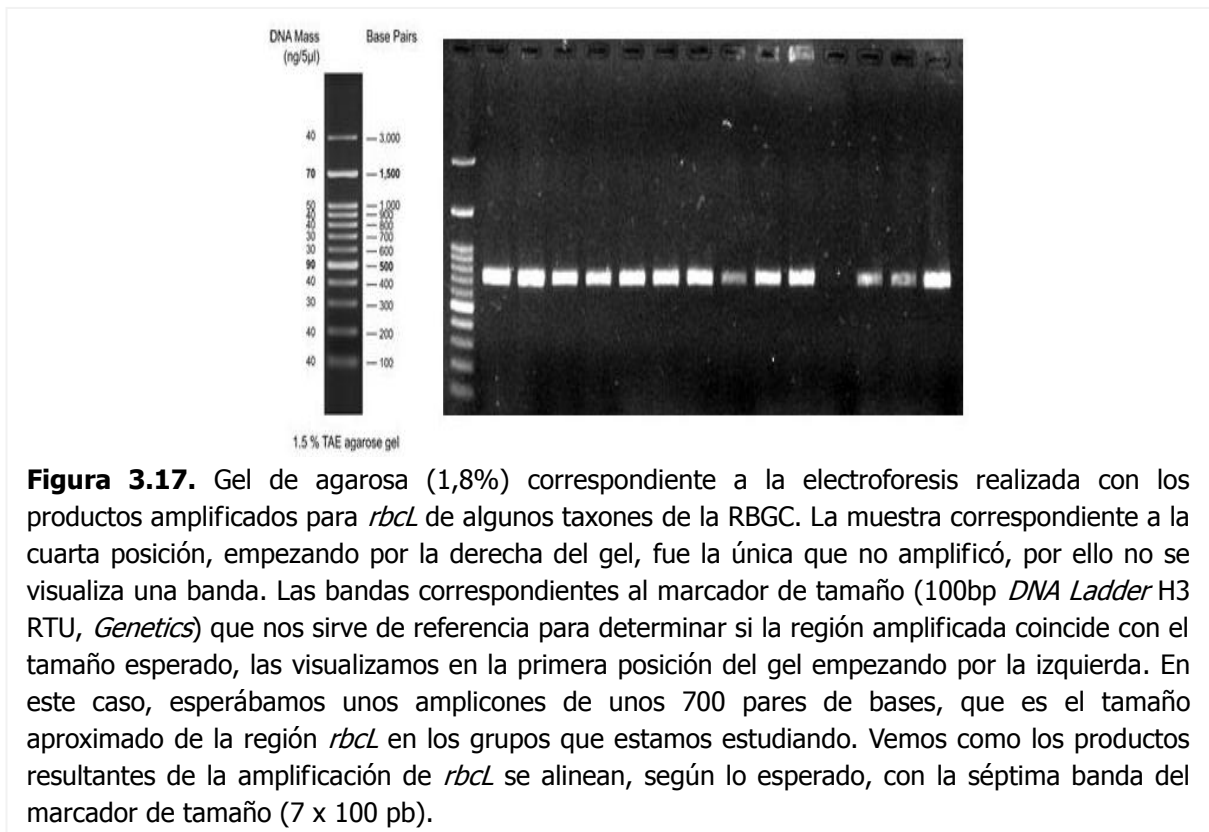 DNA Mass Base Pairs
(ng/5µl)
40 3.000
70 1,500
50 1,000
40 900
40 800
30 700
30 600
90 500
40 400
30 300
40 200
40 100
1.5 % TAE agarose gel
Figura 3.17. Gel de agarosa (1,8%) correspondiente a la electroforesis realizada con los
productos amplificados para rbcL de algunos taxones de la RBGC. La muestra correspondiente a la
cuarta posición, empezando por la derecha del gel, fue la única que no amplificó, por ello no se
visualiza una banda. Las bandas correspondientes al marcador de tamaño (100bp DNA Ladder H3
RTU, Genetics) que nos sirve de referencia para determinar si la región amplificada coincide con el
tamaño esperado, las visualizamos en la primera posición del gel empezando por la izquierda. En
este caso, esperábamos unos amplicones de unos 700 pares de bases, que es el tamaño
aproximado de la región rbcL en los grupos que estamos estudiando. Vemos como los productos
resultantes de la amplificación de rbcL se alinean, según lo esperado, con la séptima banda del
marcador de tamaño (7 x 100 pb).